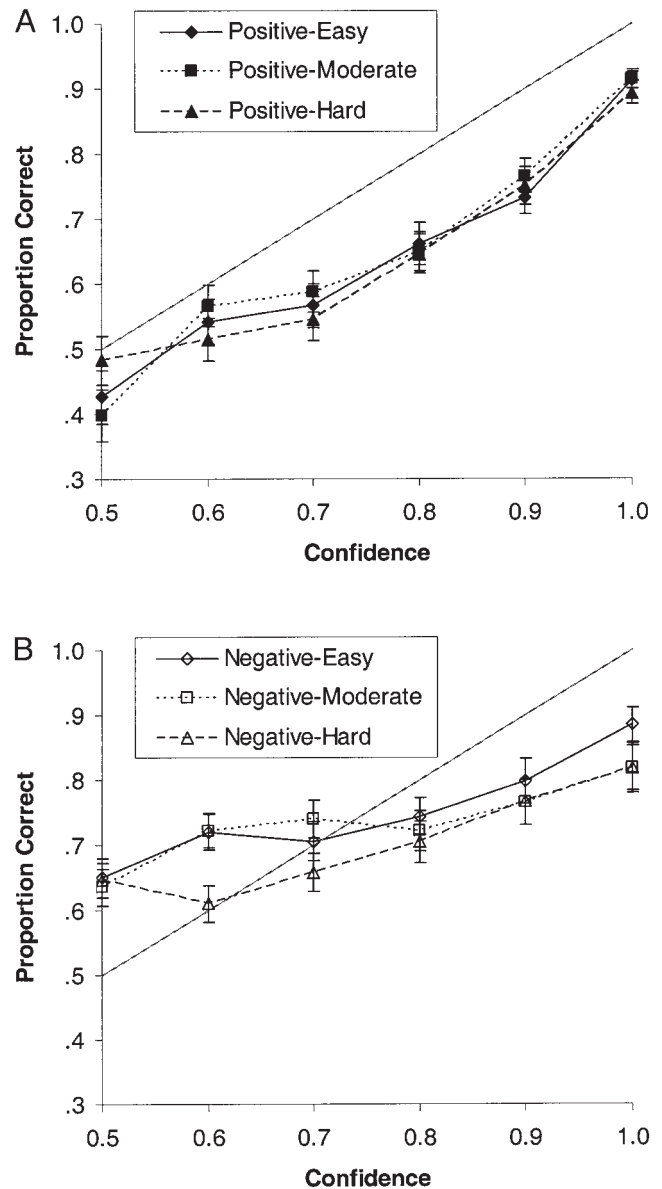 A
Positive-Easy
Positive-Moderate
Positive-Hard
1.0
.9
.8
.7
.6
.5
.4
.3
Proportion Correct
0.5 0.6 0.7 0.8 0.9 1.0
Confidence
B
Negative-Easy
Negative-Moderate
Negative-Hard
1.0
.9
.8
.7
.6
.5
.4
.3
Proportion Correct
0.5 0.6 0.7 0.8 0.9 1.0
Confidence